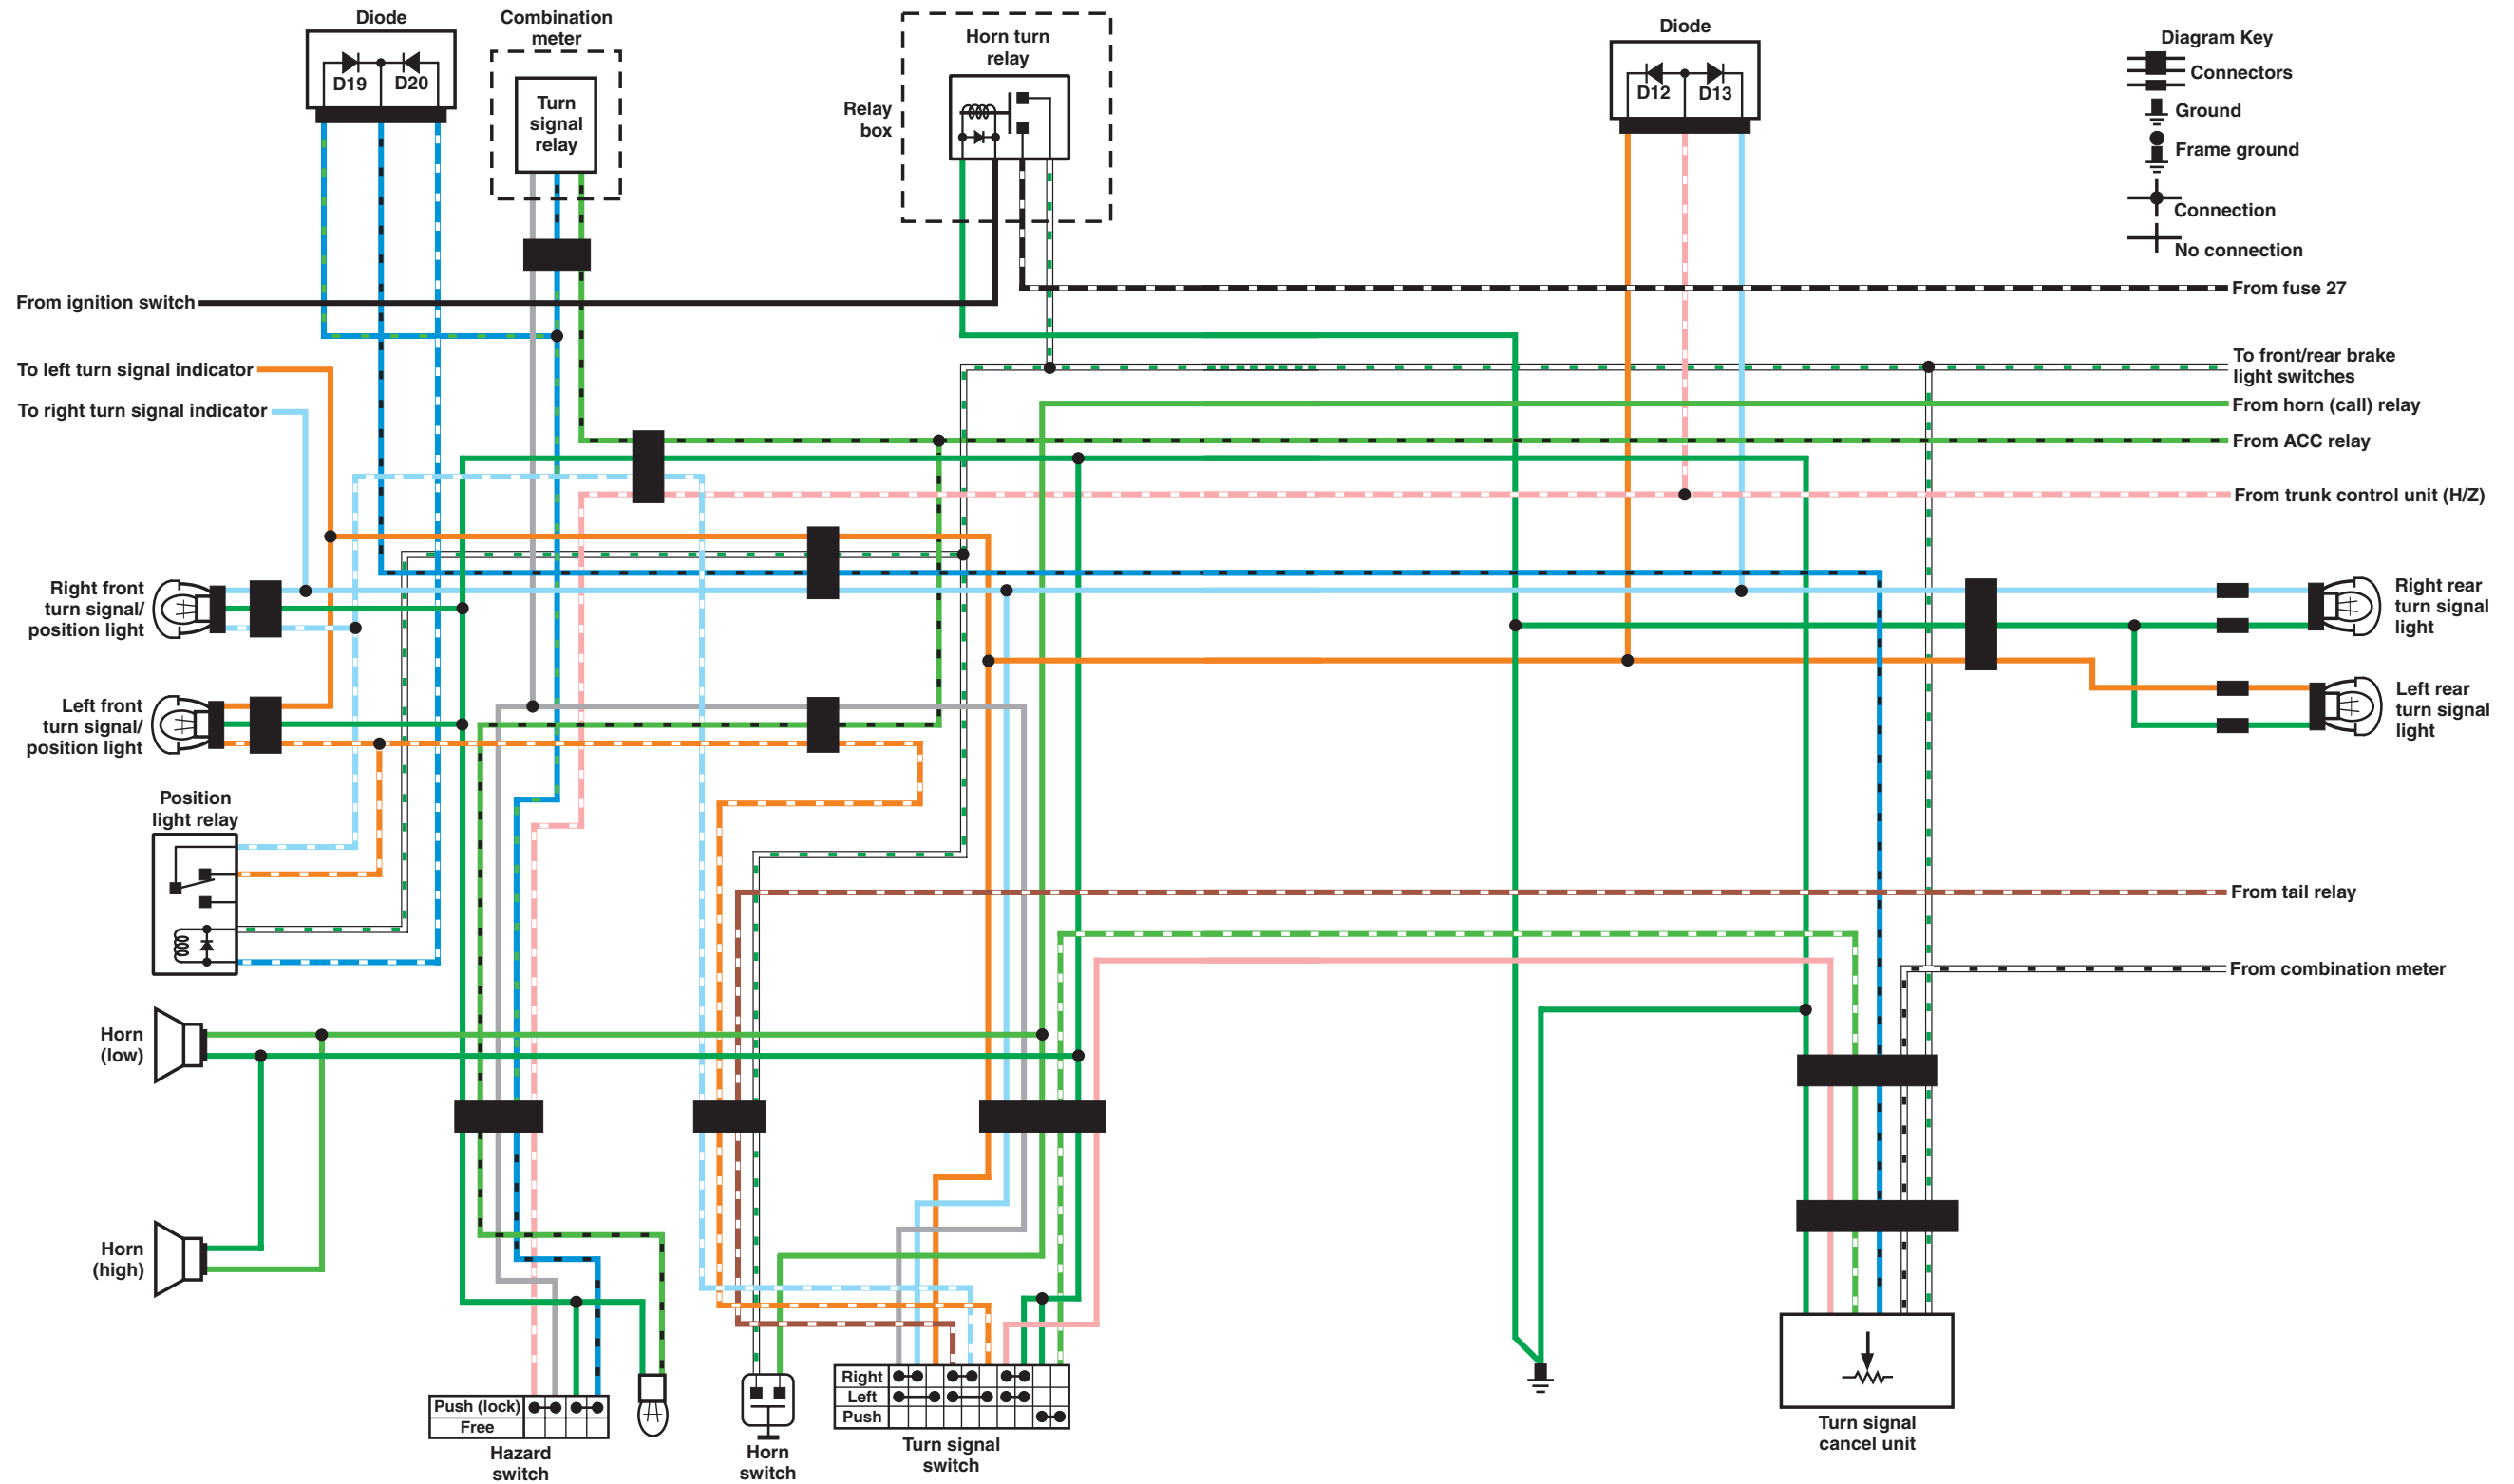 Diode
D19
D20
Combination
meter
Turn
signal
relay
Horn turn
relay
Relay
box
Diode
D12
D13
Diagram Key
Connectors
Ground
Frame ground
Connection
No connection
From ignition switch
From fuse 27
To left turn signal indicator
To front/rear brake
light switches
To right turn signal indicator
From horn (call) relay
From ACC relay
From trunk control unit (H/Z)
Right front
turn signal/
position light
Right rear
turn signal
light
Left front
turn signal/
position light
Left rear
turn signal
light
Position
light relay
From tail relay
From combination meter
Horn
(low)
Horn
(high)
Push (lock)
Free
Hazard
switch
Horn
switch
Right
Left
Push
Turn signal
switch
Turn signal
cancel unit